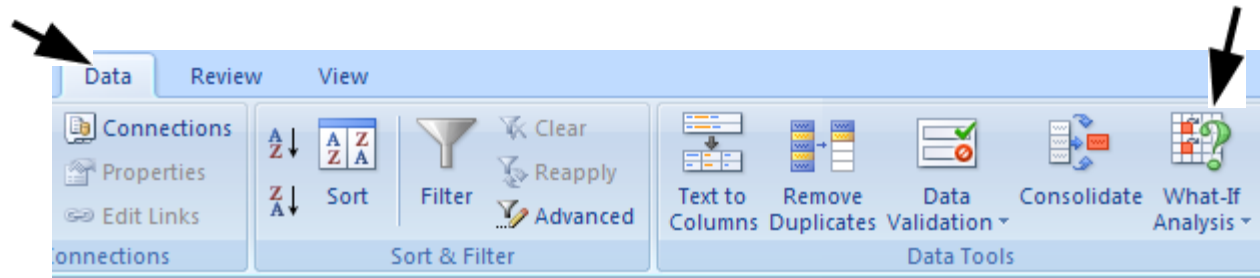 Data Review View
Connections
Properties
Edit Links
onnections
A
Z
Z
A
A Z
Z A
Sort
Filter
Clear
Reapply
Advanced
Sort & Filter
Text to
Columns
Remove
Duplicates
Data
Validation
Consolidate
What-If
Analysis
Data Tools